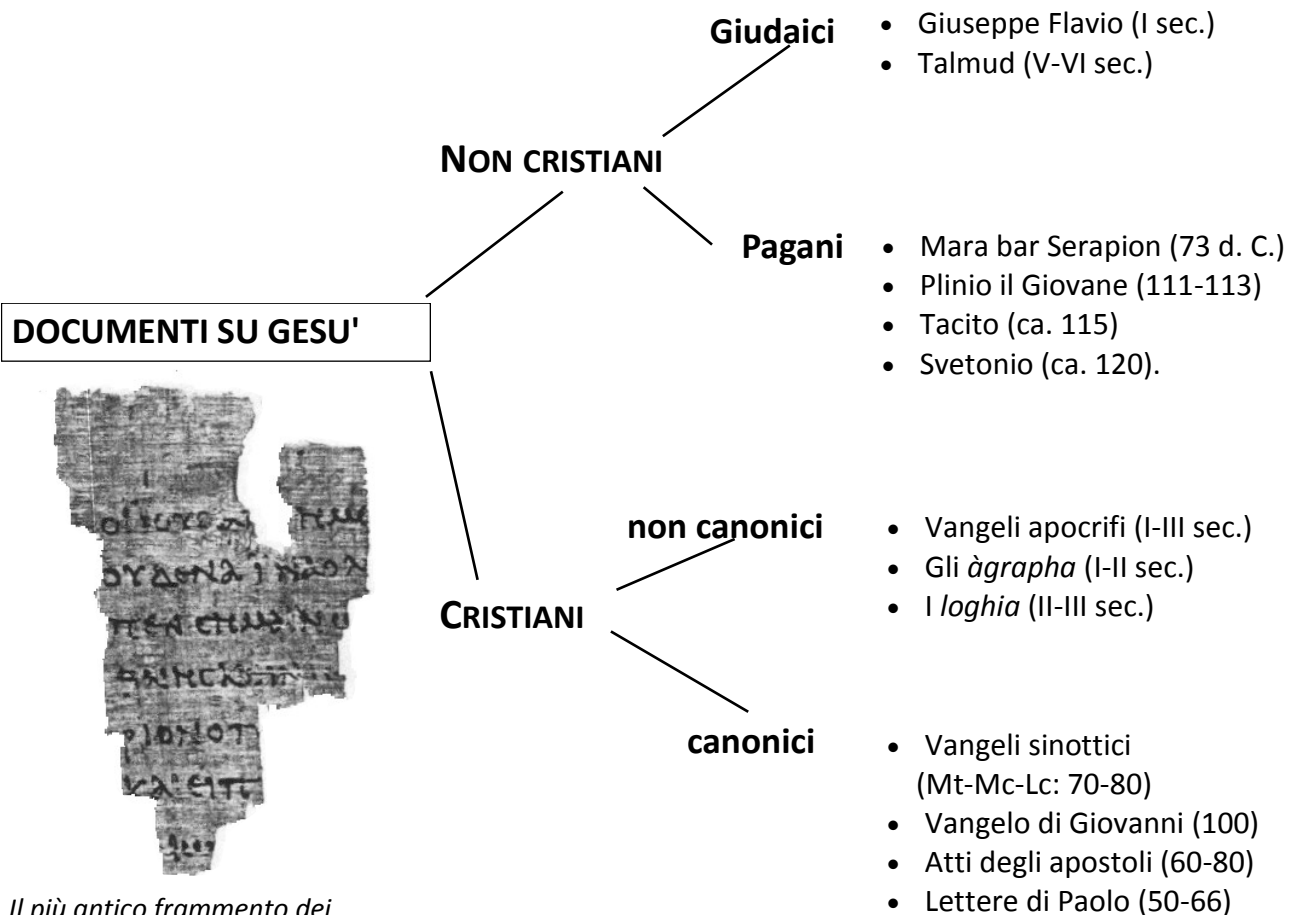 Giudaici
• Giuseppe Flavio (I sec.)
• Talmud (V-VI sec.)
NON CRISTIANI
Pagani
• Mara bar Serapion (73 d. C.)
• Plinio il Giovane (111-113)
• Tacito (ca. 115)
• Svetonio (ca. 120).
DOCUMENTI SU GESU'
non canonici
• Vangeli apocrifi (I-III sec.)
• Gli àgrapha (I-II sec.)
• I loghia (II-III sec.)
CRISTIANI
canonici
• Vangeli sinottici
(Mt-Mc-Lc: 70-80)
• Vangelo di Giovanni (100)
• Atti degli apostoli (60-80)
• Lettere di Paolo (50-66)
Il più antico frammento dei